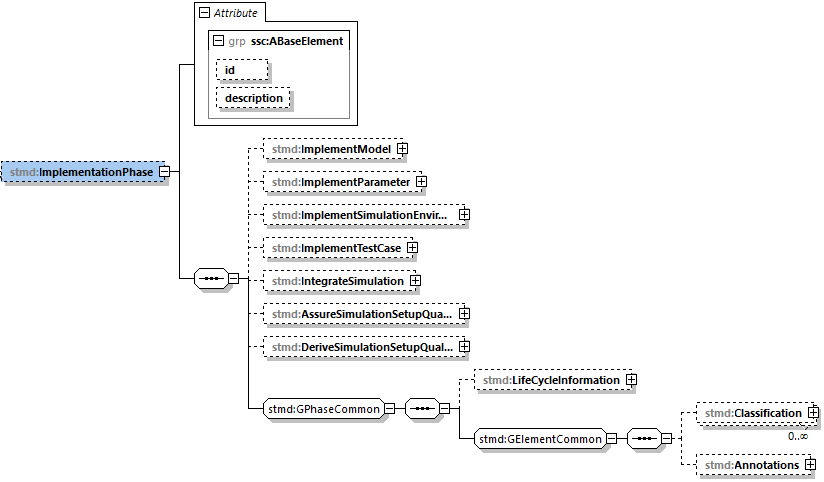 Attribute
grp ssc:ABaseElement
id
description
stmd:ImplementationPhase
stmd:ImplementModel
stmd:ImplementParameter
stmd:ImplementSimulationEnvir...
stmd:ImplementTestCase
stmd:IntegrateSimulation
stmd:AssureSimulationSetupQua...
stmd:DeriveSimulationSetupQual...
stmd:LifeCycleInformation
stmd:GPhaseCommon
stmd:Classification
0..∞
stmd:GElementCommon
stmd:Annotations